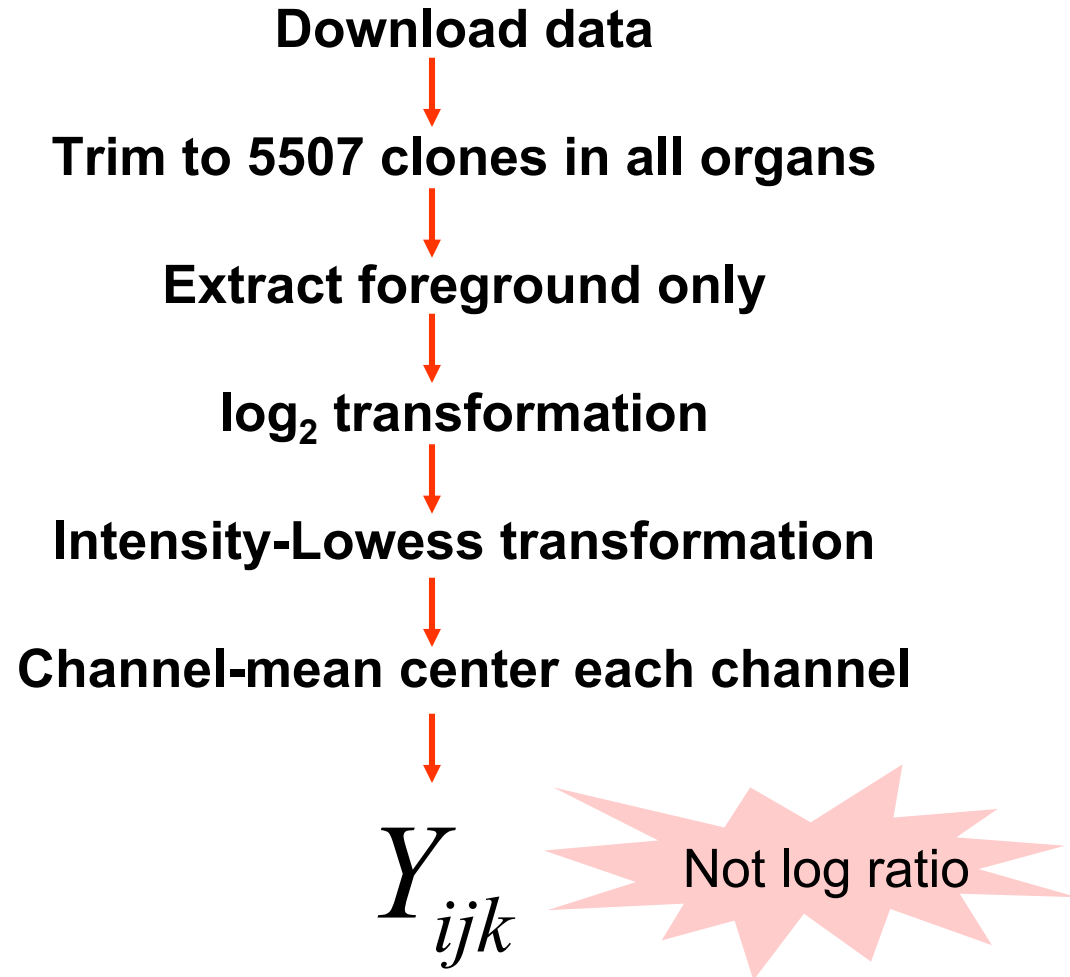 Download data
Trim to 5507 clones in all organs
Extract foreground only
log₂ transformation
Intensity-Lowess transformation
Channel-mean center each channel
Yijk
Not log ratio